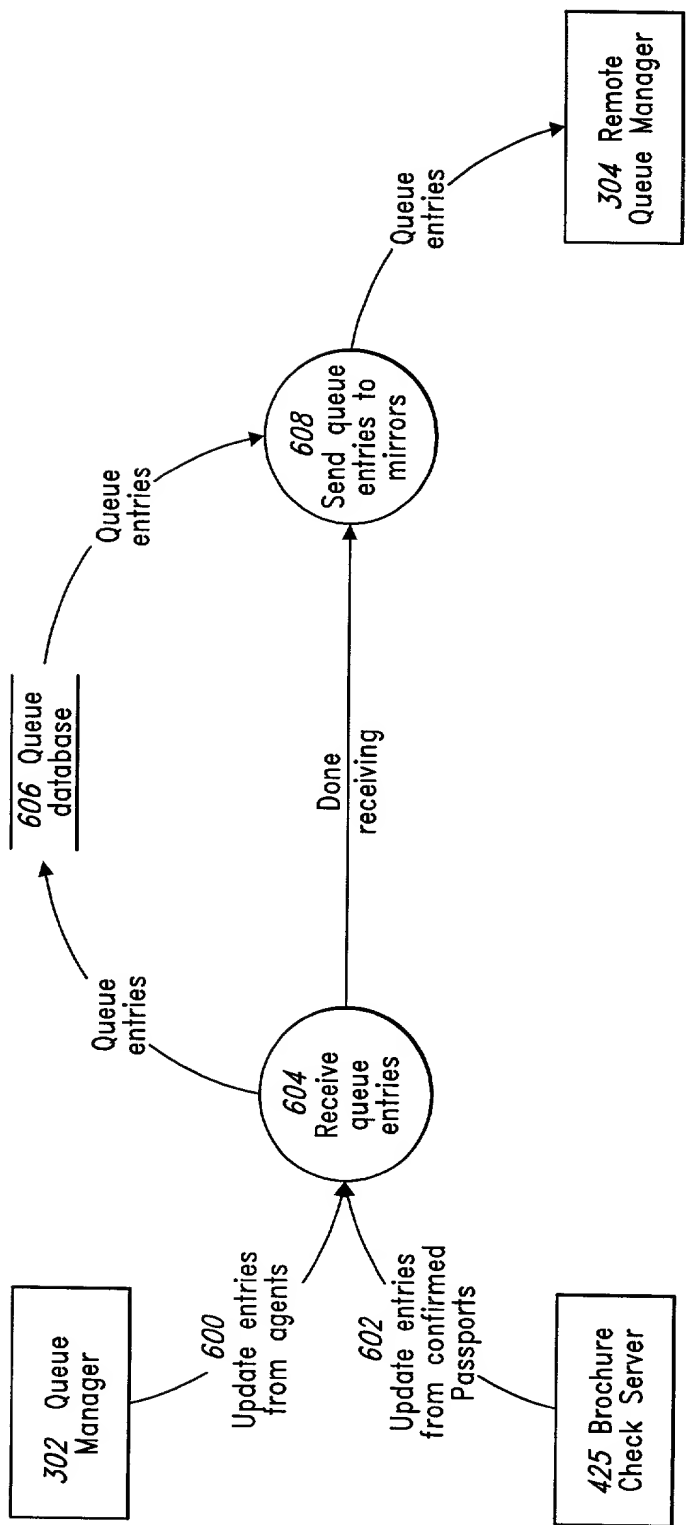 302 Queue
Manager
600
Update entries
from agents
602
Update entries
from confirmed
Passports
425 Brochure
Check Server
604
Receive
queue
entries
Queue
entries
606 Queue
database
Done
receiving
Queue
entries
608
Send queue
entries to
mirrors
Queue
entries
304 Remote
Queue Manager